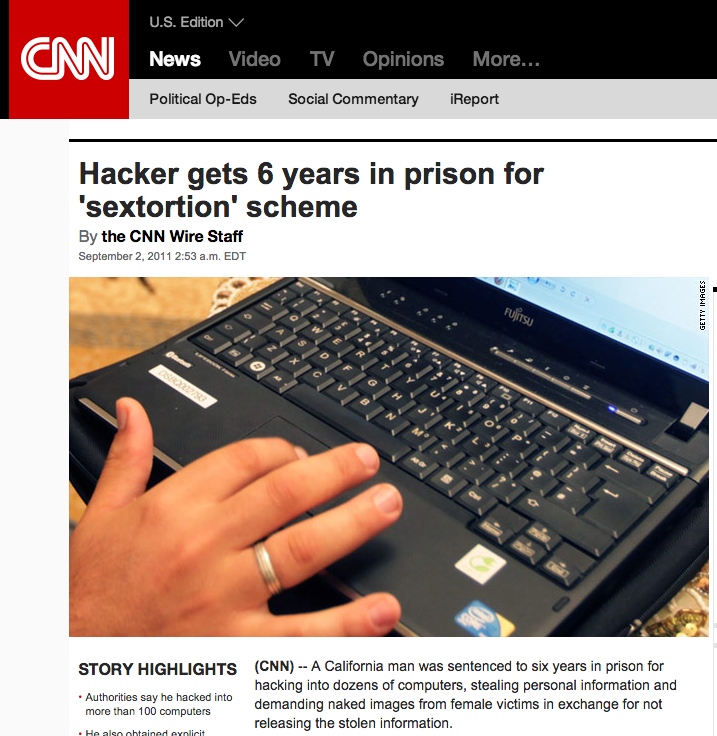 CNN
U.S. Edition
News Video TV Opinions More...
Political Op-Eds Social Commentary iReport
Hacker gets 6 years in prison for
'sextortion' scheme
By the CNN Wire Staff
September 2, 2011 2:53 a.m. EDT
GETTY IMAGES
FUJITSU
Bluetooth
STORY HIGHLIGHTS
• Authorities say he hacked into
more than 100 computers
• He also obtained explicit
(CNN) -- A California man was sentenced to six years in prison for
hacking into dozens of computers, stealing personal information and
demanding naked images from female victims in exchange for not
releasing the stolen information.